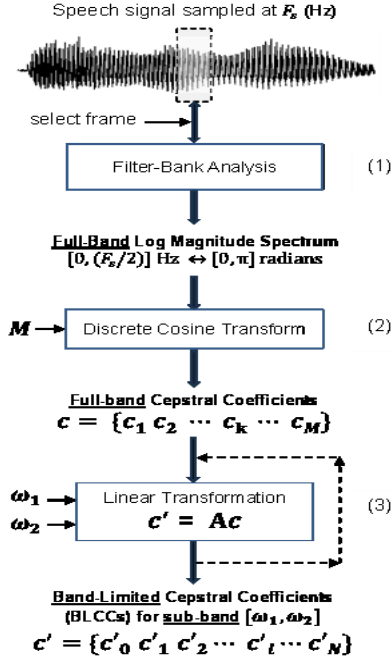 Speech signal sampled at Fₛ (Hz)
select frame
Filter-Bank Analysis (1)
Full-Band Log Magnitude Spectrum
[0, (Fₛ/2)] Hz ↔ [0, π] radians
M Discrete Cosine Transform (2)
Full-band Cepstral Coefficients
c = {c₁ c₂ ⋯ cₖ ⋯ c_M}
ω₁ Linear Transformation
ω₂ c′ = Ac (3)
Band-Limited Cepstral Coefficients
(BLCCs) for sub-band [ω₁, ω₂]
c′ = {c′₀ c′₁ c′₂ ⋯ c′ₗ ⋯ c′_N}